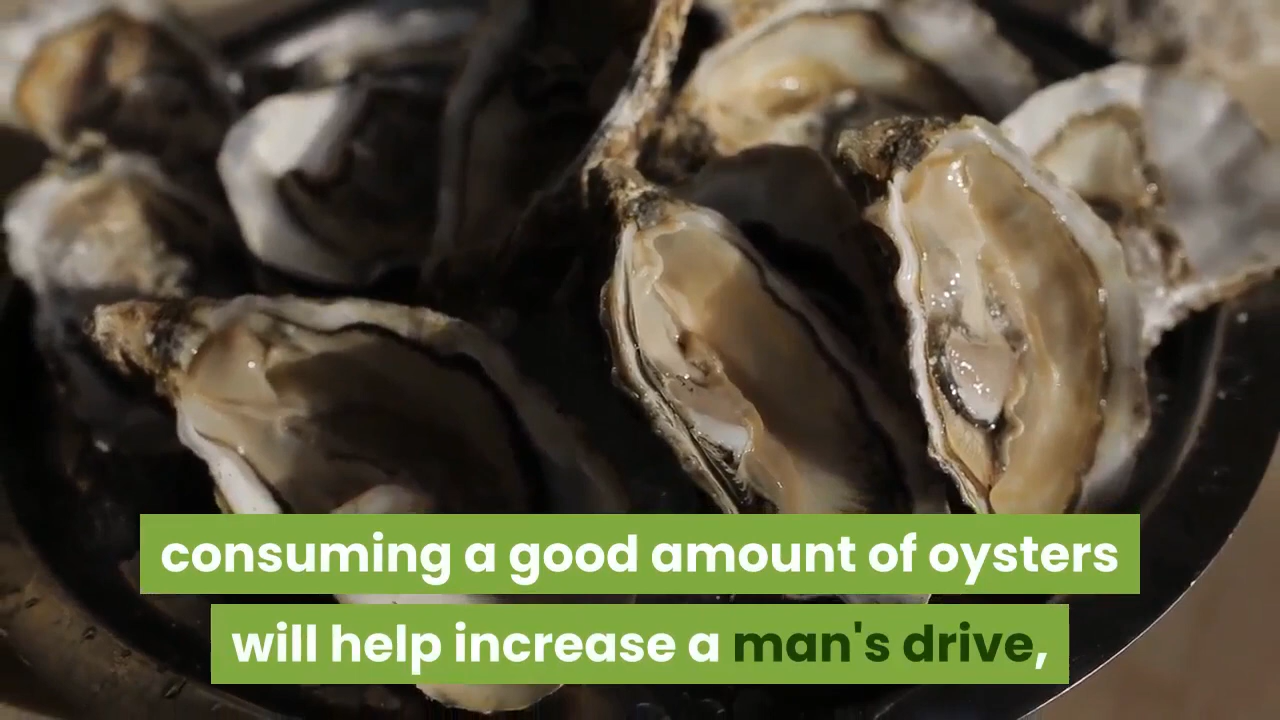 consuming a good amount of oysters
will help increase a man's drive,